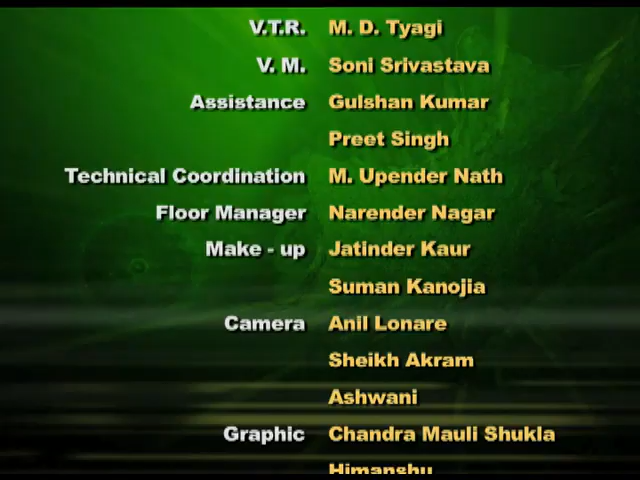 V.T.R. M. D. Tyagi
V. M. Soni Srivastava
Assistance Gulshan Kumar
Preet Singh
Technical Coordination M. Upender Nath
Floor Manager Narender Nagar
Make - up Jatinder Kaur
Suman Kanojia
Camera Anil Lonare
Sheikh Akram
Ashwani
Graphic Chandra Mauli Shukla
Himanshu